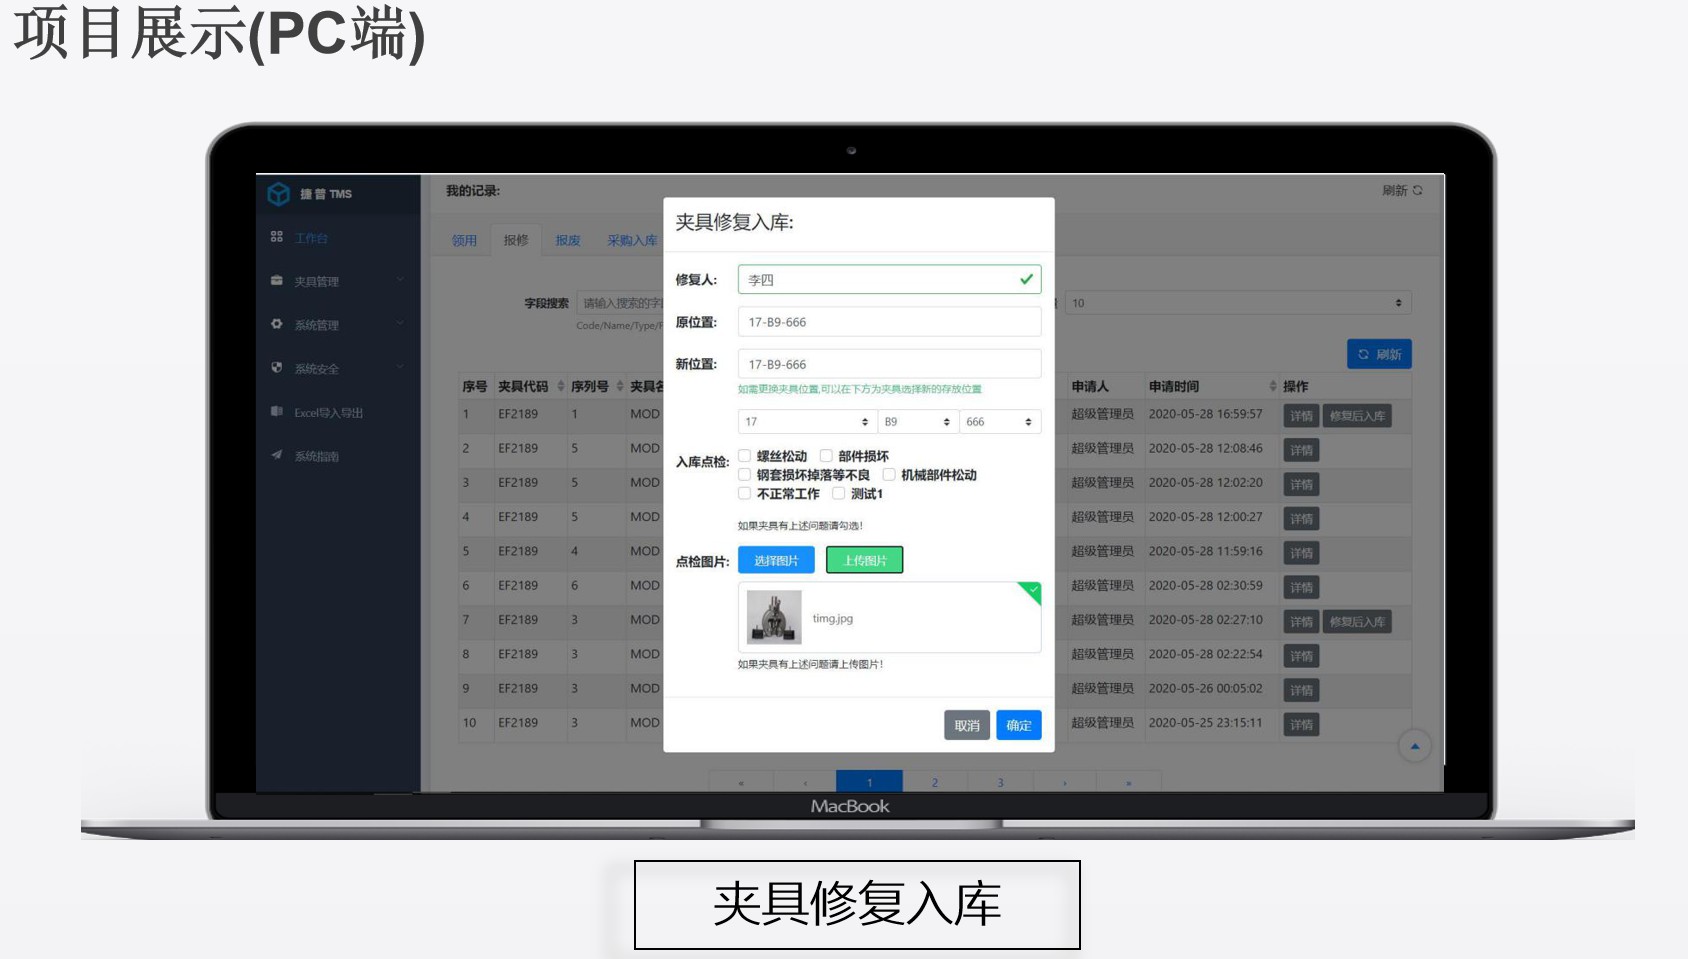 项目展示(PC端)
捷普TMS
我的记录:
刷新
工作台
夹具管理
系统管理
系统安全
Excel导入导出
系统指南
领用 报修 报废 采购入库
字段搜索 请输入搜索的字
Code/Name/Type/F
10
刷新
序号 夹具代码 序列号 夹具名 申请人 申请时间 操作
1 EF2189 1 MOD 超级管理员 2020-05-28 16:59:57 详情 修复后入库
2 EF2189 5 MOD 超级管理员 2020-05-28 12:08:46 详情
3 EF2189 5 MOD 超级管理员 2020-05-28 12:02:20 详情
4 EF2189 5 MOD 超级管理员 2020-05-28 12:00:27 详情
5 EF2189 4 MOD 超级管理员 2020-05-28 11:59:16 详情
6 EF2189 6 MOD 超级管理员 2020-05-28 02:30:59 详情
7 EF2189 3 MOD 超级管理员 2020-05-28 02:27:10 详情 修复后入库
8 EF2189 3 MOD 超级管理员 2020-05-28 02:22:54 详情
9 EF2189 3 MOD 超级管理员 2020-05-26 00:05:02 详情
10 EF2189 3 MOD 超级管理员 2020-05-25 23:15:11 详情
« ‹ 1 2 3 › »
夹具修复入库:
修复人: 李四
原位置: 17-B9-666
新位置: 17-B9-666
如需更换夹具位置,可以在下方为夹具选择新的存放位置
17 B9 666
入库点检: 螺丝松动 部件损坏
钢套损坏掉落等不良 机械部件松动
不正常工作 测试1
如果夹具有上述问题请勾选!
点检图片: 选择图片 上传图片
timg.jpg
如果夹具有上述问题请上传图片!
取消 确定
MacBook
夹具修复入库